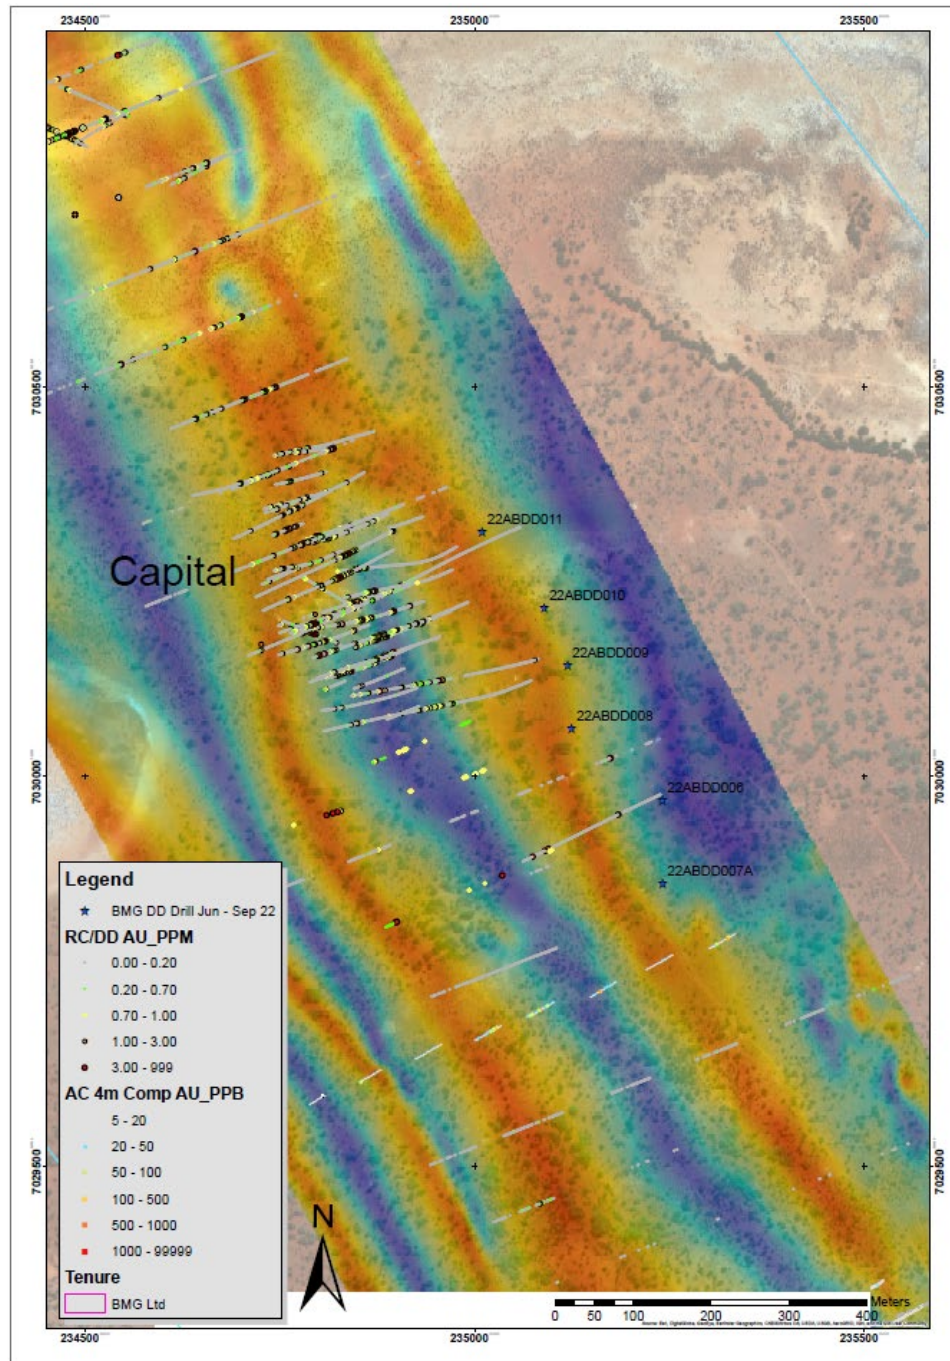 234500
235000
235500
7030500
7030500
22ABDD011
Capital
22ABDD010
22ABDD009
22ABDD008
7030000
7030000
22ABDD006
22ABDD007A
Legend
BMG DD Drill Jun - Sep 22
RC/DD AU_PPM
0.00 - 0.20
0.20 - 0.70
0.70 - 1.00
1.00 - 3.00
3.00 - 999
AC 4m Comp AU_PPB
5 - 20
20 - 50
50 - 100
100 - 500
500 - 1000
1000 - 99999
Tenure
BMG Ltd
7029500
7029500
N
Meters
0 50 100 200 300 400
234500
235000
235500